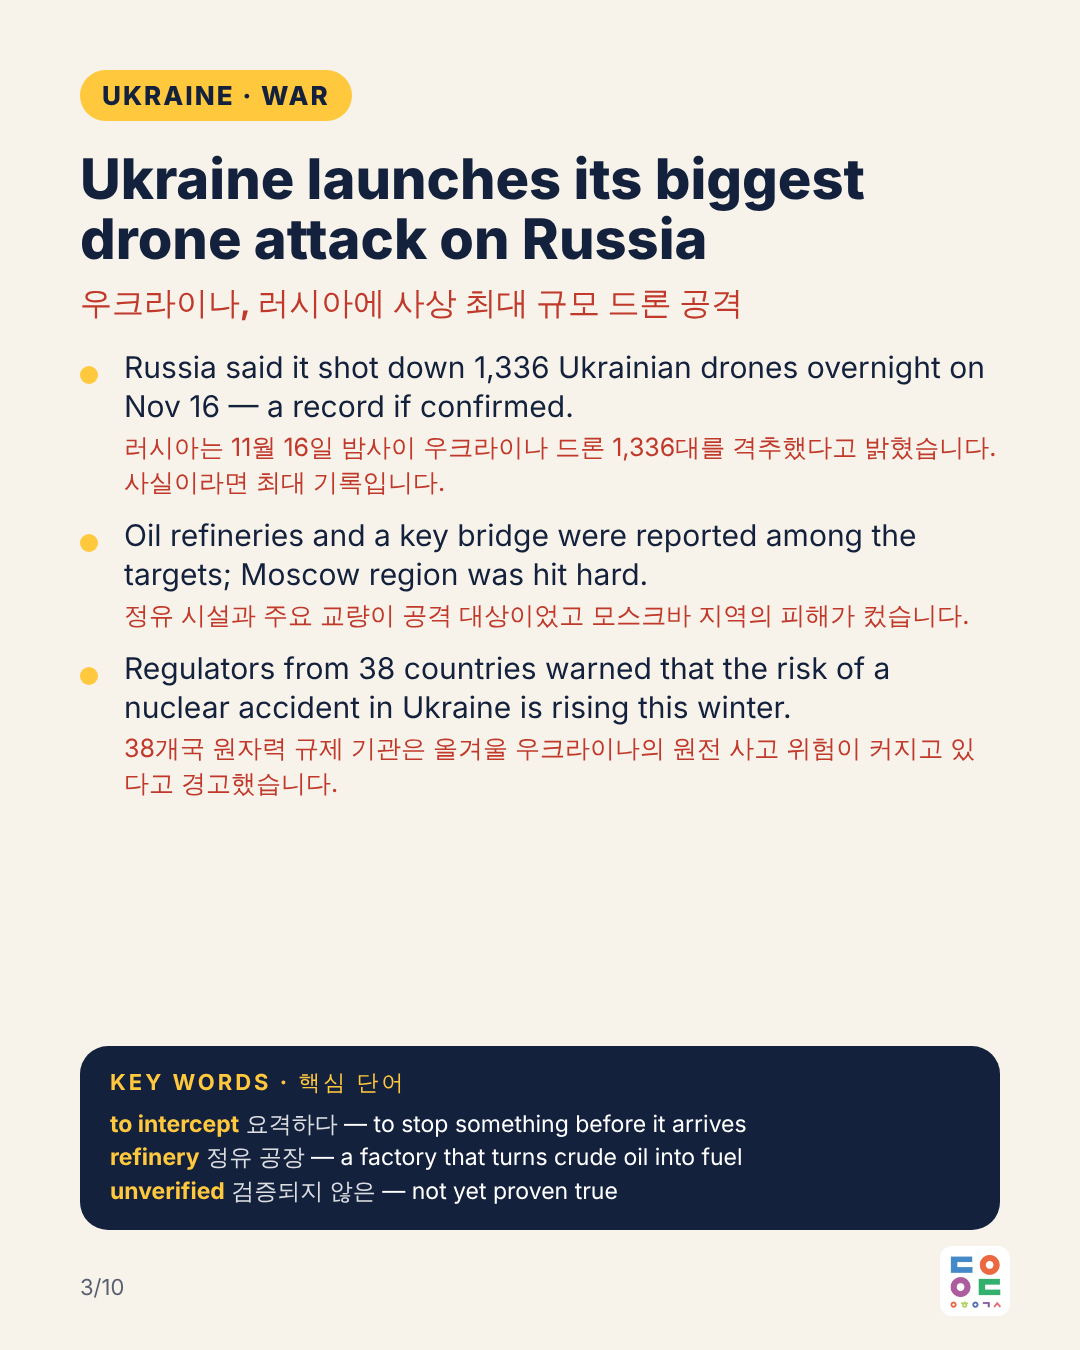 UKRAINE · WAR
Ukraine launches its biggest
drone attack on Russia
우크라이나, 러시아에 사상 최대 규모 드론 공격
Russia said it shot down 1,336 Ukrainian drones overnight on
Nov 16 — a record if confirmed.
러시아는 11월 16일 밤사이 우크라이나 드론 1,336대를 격추했다고 밝혔습니다.
사실이라면 최대 기록입니다.
Oil refineries and a key bridge were reported among the
targets; Moscow region was hit hard.
정유 시설과 주요 교량이 공격 대상이었고 모스크바 지역의 피해가 컸습니다.
Regulators from 38 countries warned that the risk of a
nuclear accident in Ukraine is rising this winter.
38개국 원자력 규제 기관은 올겨울 우크라이나의 원전 사고 위험이 커지고 있
다고 경고했습니다.
KEY WORDS · 핵심 단어
to intercept 요격하다 — to stop something before it arrives
refinery 정유 공장 — a factory that turns crude oil into fuel
unverified 검증되지 않은 — not yet proven true
3/10